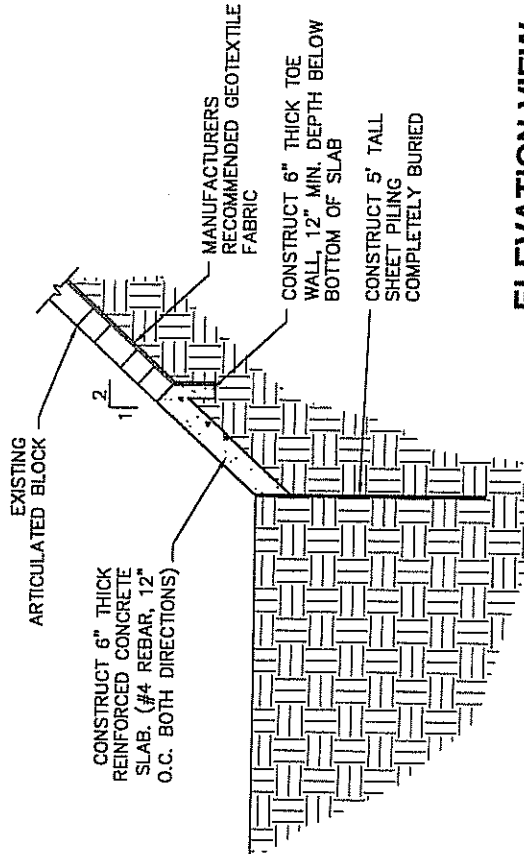 EXISTING
ARTICULATED BLOCK
CONSTRUCT 6" THICK
REINFORCED CONCRETE
SLAB. (#4 REBAR, 12"
O.C. BOTH DIRECTIONS)
2
1
MANUFACTURERS
RECOMMENDED GEOTEXTILE
FABRIC
CONSTRUCT 6" THICK TOE
WALL, 12" MIN. DEPTH BELOW
BOTTOM OF SLAB
CONSTRUCT 5' TALL
SHEET PILING
COMPLETELY BURIED
ELEVATION VIEW